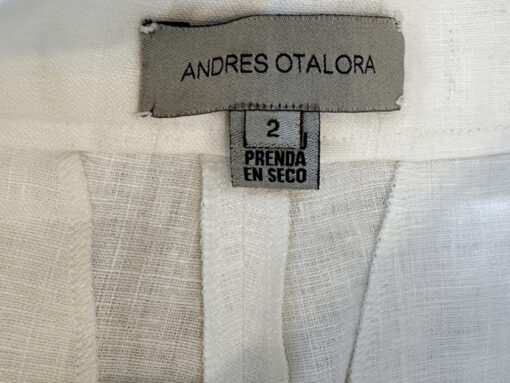 ANDRES OTALORA
2
PRENDA
EN SECO